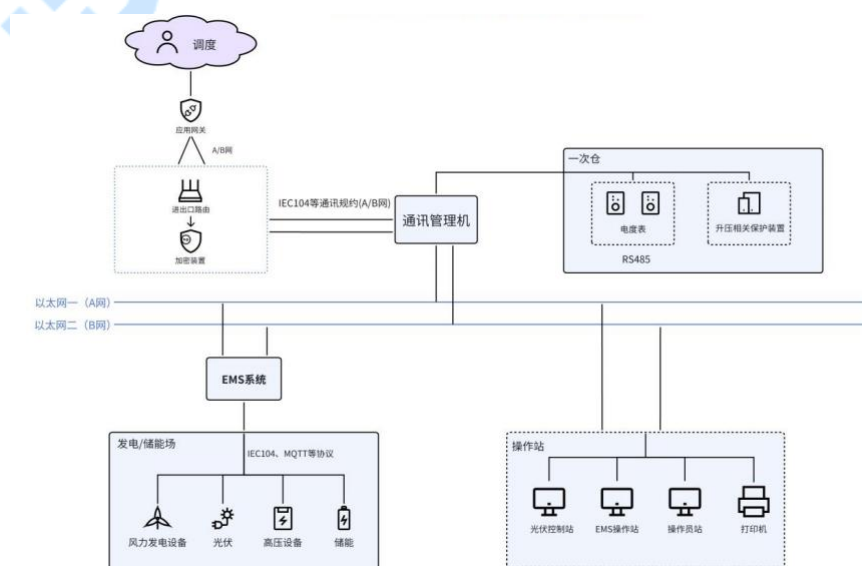 调度
应用网关
A/B网
进出口路由
加密装置
IEC104等通讯规约(A/B网)
通讯管理机
一次仓
电度表
升压相关保护装置
RS485
以太网一（A网）
以太网二（B网）
EMS系统
发电/储能场
IEC104、MQTT等协议
风力发电设备
光伏
高压设备
储能
操作站
光伏控制站
EMS操作站
操作员站
打印机